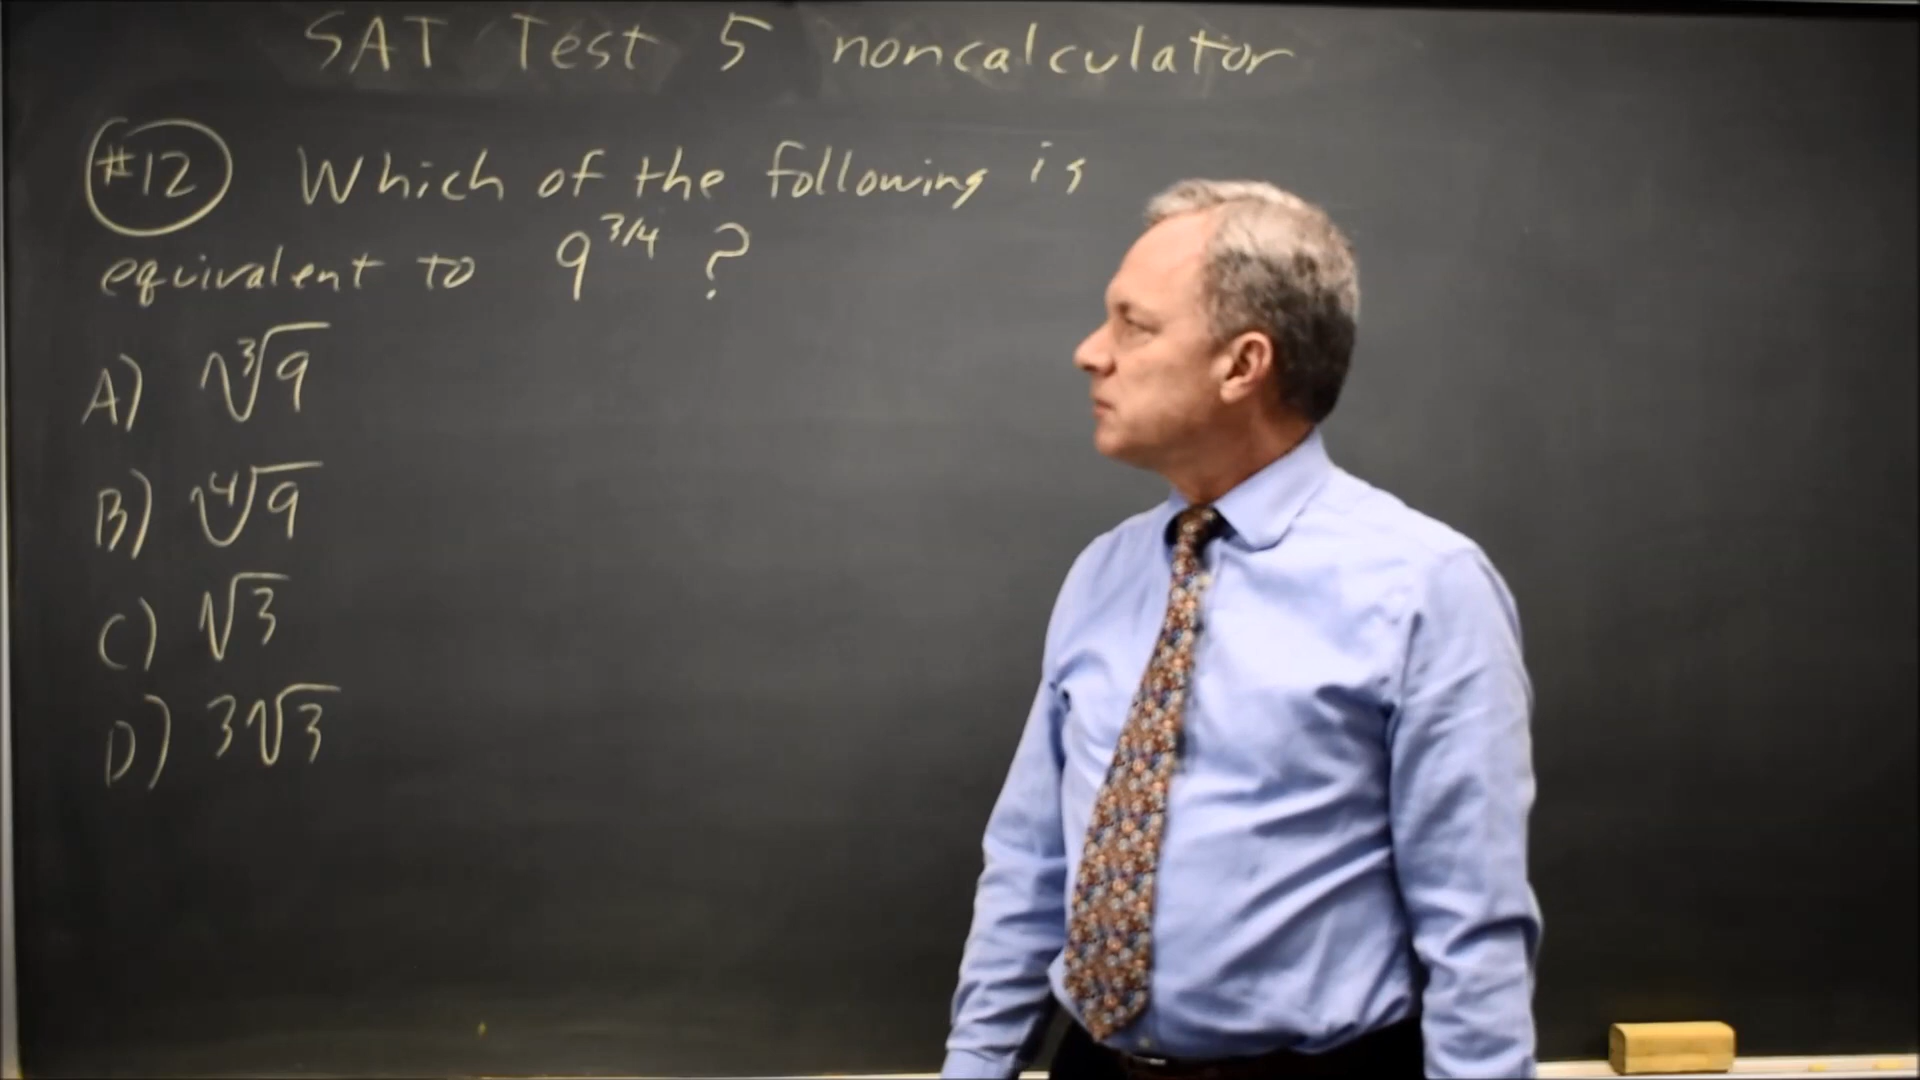 SAT Test 5 noncalculator
#12 Which of the following is
equivalent to 9^3/4 ?
A) ∛9
B) ∜9
C) √3
D) 3√3